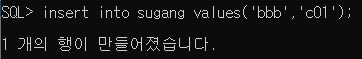 SQL> insert into sugang values('bbb','c01');
1 개의 행이 만들어졌습니다.